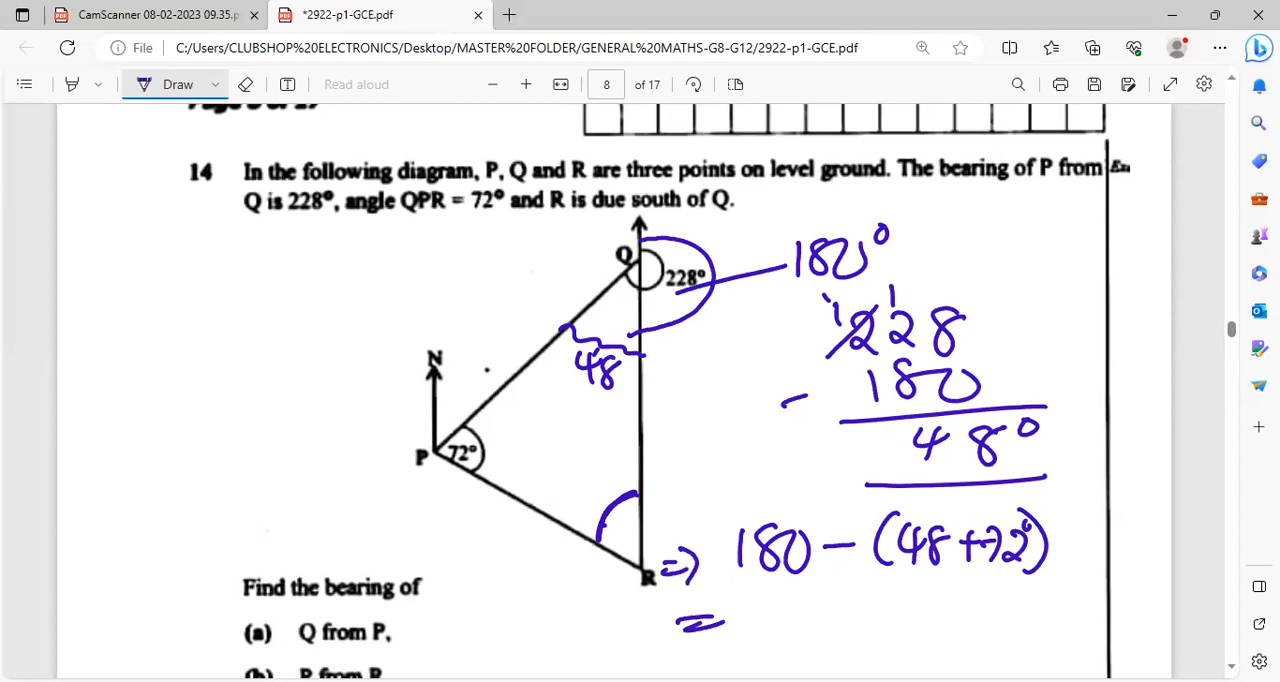 CamScanner 08-02-2023 09.35.p
*2922-p1-GCE.pdf
File
C:/Users/CLUBSHOP%20ELECTRONICS/Desktop/MASTER%20FOLDER/GENERAL%20MATHS-G8-G12/2922-p1-GCE.pdf
Draw
Read aloud
8 of 17
14 In the following diagram, P, Q and R are three points on level ground. The bearing of P from
Q is 228°, angle QPR = 72° and R is due south of Q.
Q
228°
180°
1 1
228
- 180
48°
48
N
P
72°
R
⇒ 180 - (48+72°)
=
Find the bearing of
(a) Q from P,
(b) P from R